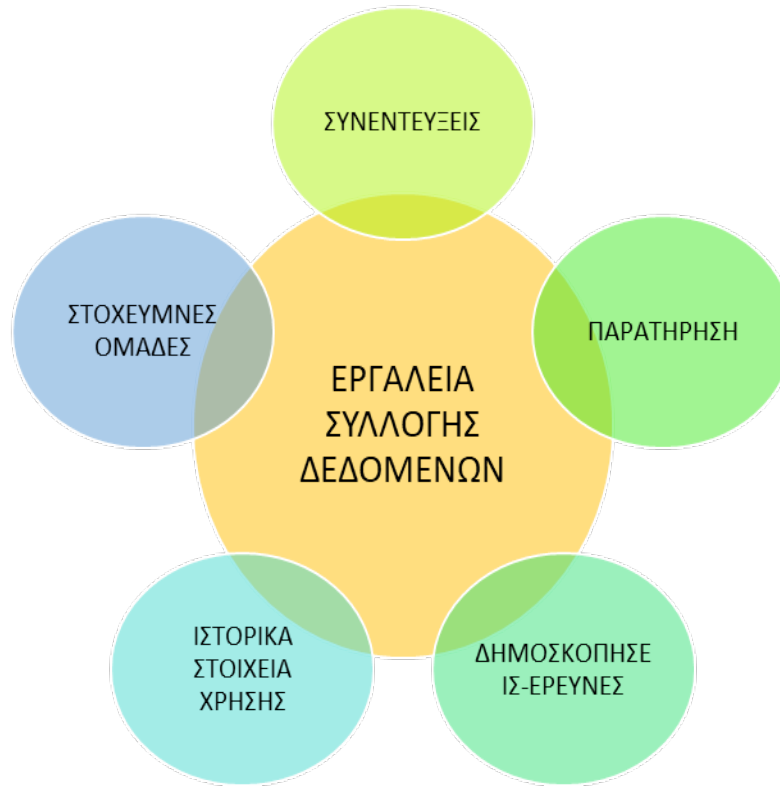 ΣΥΝΕΝΤΕΥΞΕΙΣ
ΣΤΟΧΕΥΜΝΕΣ
ΟΜΑΔΕΣ
ΠΑΡΑΤΗΡΗΣΗ
ΕΡΓΑΛΕΙΑ
ΣΥΛΛΟΓΗΣ
ΔΕΔΟΜΕΝΩΝ
ΙΣΤΟΡΙΚΑ
ΣΤΟΙΧΕΙΑ
ΧΡΗΣΗΣ
ΔΗΜΟΣΚΟΠΗΣΕ
ΙΣ-ΕΡΕΥΝΕΣ